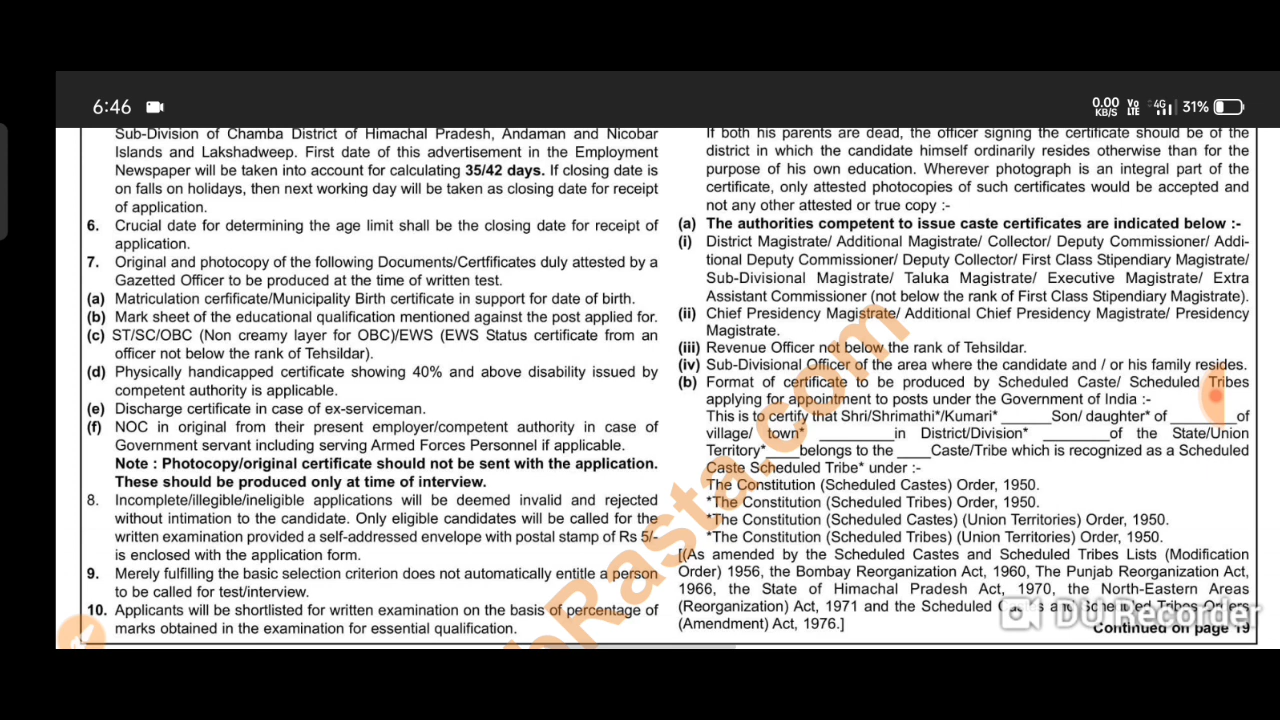 6:46
0.00 KB/S Vo LTE 4G 31%
Sub-Division of Chamba District of Himachal Pradesh, Andaman and Nicobar
Islands and Lakshadweep. First date of this advertisement in the Employment
Newspaper will be taken into account for calculating 35/42 days. If closing date is
on falls on holidays, then next working day will be taken as closing date for receipt
of application.
6. Crucial date for determining the age limit shall be the closing date for receipt of
application.
7. Original and photocopy of the following Documents/Certfificates duly attested by a
Gazetted Officer to be produced at the time of written test.
(a) Matriculation cerfificate/Municipality Birth certificate in support for date of birth.
(b) Mark sheet of the educational qualification mentioned against the post applied for.
(c) ST/SC/OBC (Non creamy layer for OBC)/EWS (EWS Status certificate from an
officer not below the rank of Tehsildar).
(d) Physically handicapped certificate showing 40% and above disability issued by
competent authority is applicable.
(e) Discharge certificate in case of ex-serviceman.
(f) NOC in original from their present employer/competent authority in case of
Government servant including serving Armed Forces Personnel if applicable.
Note : Photocopy/original certificate should not be sent with the application.
These should be produced only at time of interview.
8. Incomplete/illegible/ineligible applications will be deemed invalid and rejected
without intimation to the candidate. Only eligible candidates will be called for the
written examination provided a self-addressed envelope with postal stamp of Rs 5/-
is enclosed with the application form.
9. Merely fulfilling the basic selection criterion does not automatically entitle a person
to be called for test/interview.
10. Applicants will be shortlisted for written examination on the basis of percentage of
marks obtained in the examination for essential qualification.
If both his parents are dead, the officer signing the certificate should be of the
district in which the candidate himself ordinarily resides otherwise than for the
purpose of his own education. Wherever photograph is an integral part of the
certificate, only attested photocopies of such certificates would be accepted and
not any other attested or true copy :-
(a) The authorities competent to issue caste certificates are indicated below :-
(i) District Magistrate/ Additional Magistrate/ Collector/ Deputy Commissioner/ Addi-
tional Deputy Commissioner/ Deputy Collector/ First Class Stipendiary Magistrate/
Sub-Divisional Magistrate/ Taluka Magistrate/ Executive Magistrate/ Extra
Assistant Commissioner (not below the rank of First Class Stipendiary Magistrate).
(ii) Chief Presidency Magistrate/ Additional Chief Presidency Magistrate/ Presidency
Magistrate.
(iii) Revenue Officer not below the rank of Tehsildar.
(iv) Sub-Divisional Officer of the area where the candidate and / or his family resides.
(b) Format of certificate to be produced by Scheduled Caste/ Scheduled Tribes
applying for appointment to posts under the Government of India :-
This is to certify that Shri/Shrimathi*/Kumari* ______Son/ daughter* of ________of
village/ town* _________in District/Division* ________of the State/Union
Territory*____belongs to the ____Caste/Tribe which is recognized as a Scheduled
Caste Scheduled Tribe* under :-
The Constitution (Scheduled Castes) Order, 1950.
*The Constitution (Scheduled Tribes) Order, 1950.
*The Constitution (Scheduled Castes) (Union Territories) Order, 1950.
*The Constitution (Scheduled Tribes) (Union Territories) Order, 1950.
[(As amended by the Scheduled Castes and Scheduled Tribes Lists (Modification
Order) 1956, the Bombay Reorganization Act, 1960, The Punjab Reorganization Act,
1966, the State of Himachal Pradesh Act, 1970, the North-Eastern Areas
(Reorganization) Act, 1971 and the Scheduled Castes and Scheduled Tribes Orders
(Amendment) Act, 1976.]
Continued on page 19
DU Recorder